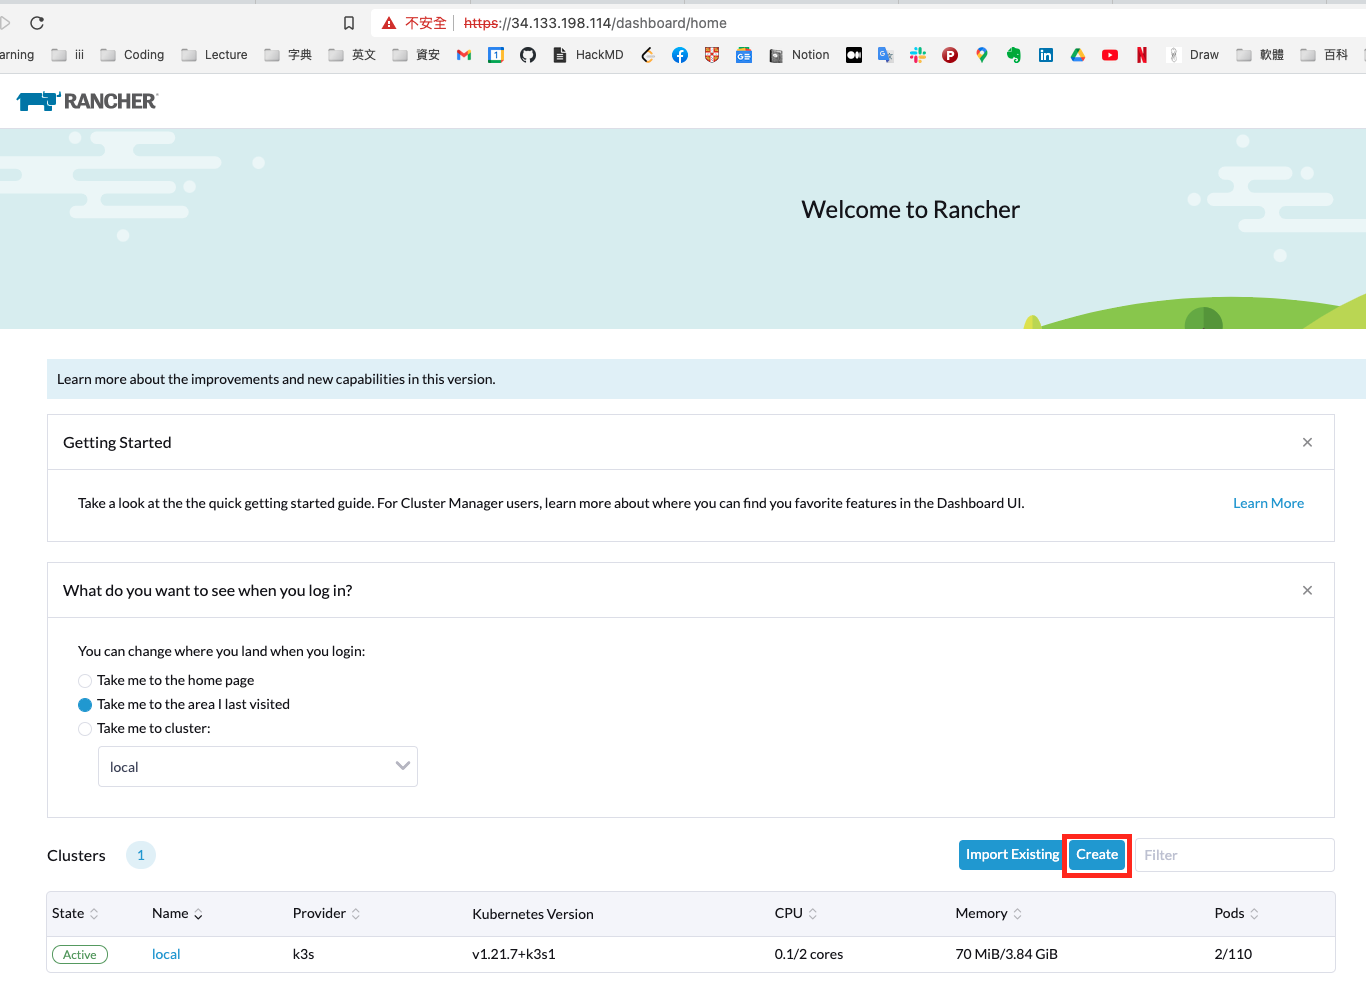 不安全 https://34.133.198.114/dashboard/home
arning iii Coding Lecture 字典 英文 資安 HackMD Notion Draw 軟體 百科
RANCHER
Welcome to Rancher
Learn more about the improvements and new capabilities in this version.
Getting Started
Take a look at the the quick getting started guide. For Cluster Manager users, learn more about where you can find you favorite features in the Dashboard UI. Learn More
What do you want to see when you log in?
You can change where you land when you login:
Take me to the home page
Take me to the area I last visited
Take me to cluster:
local
Clusters 1 Import Existing Create Filter
State Name Provider Kubernetes Version CPU Memory Pods
Active local k3s v1.21.7+k3s1 0.1/2 cores 70 MiB/3.84 GiB 2/110